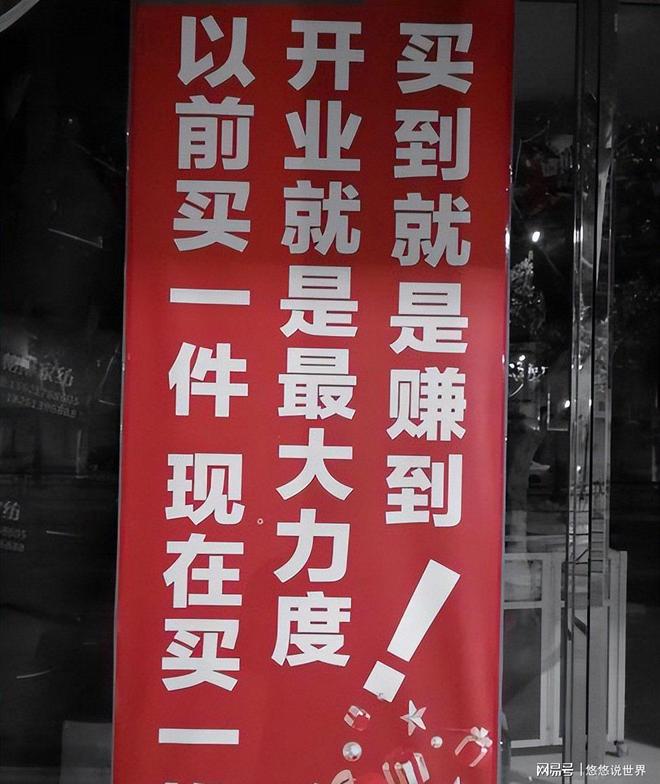 买到就是赚到！
开业就是最大力度
以前买一件 现在买一
网易号 | 悠悠说世界